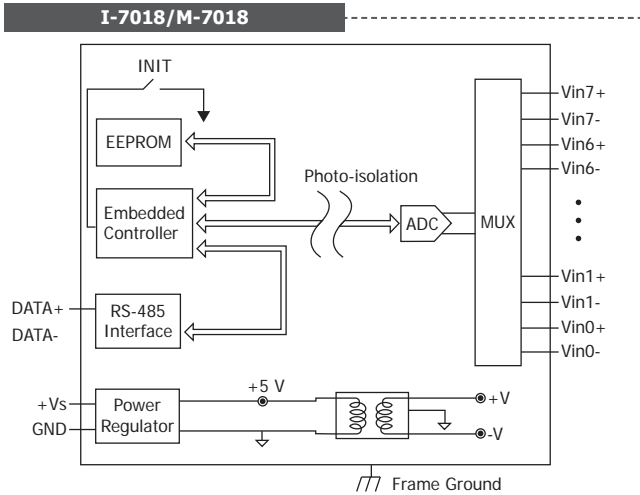 I-7018/M-7018
INIT
EEPROM
Embedded
Controller
Photo-isolation
ADC
MUX
Vin7+
Vin7-
Vin6+
Vin6-
Vin1+
Vin1-
Vin0+
Vin0-
DATA+
DATA-
RS-485
Interface
+Vs
GND
Power
Regulator
+5 V
+V
-V
Frame Ground